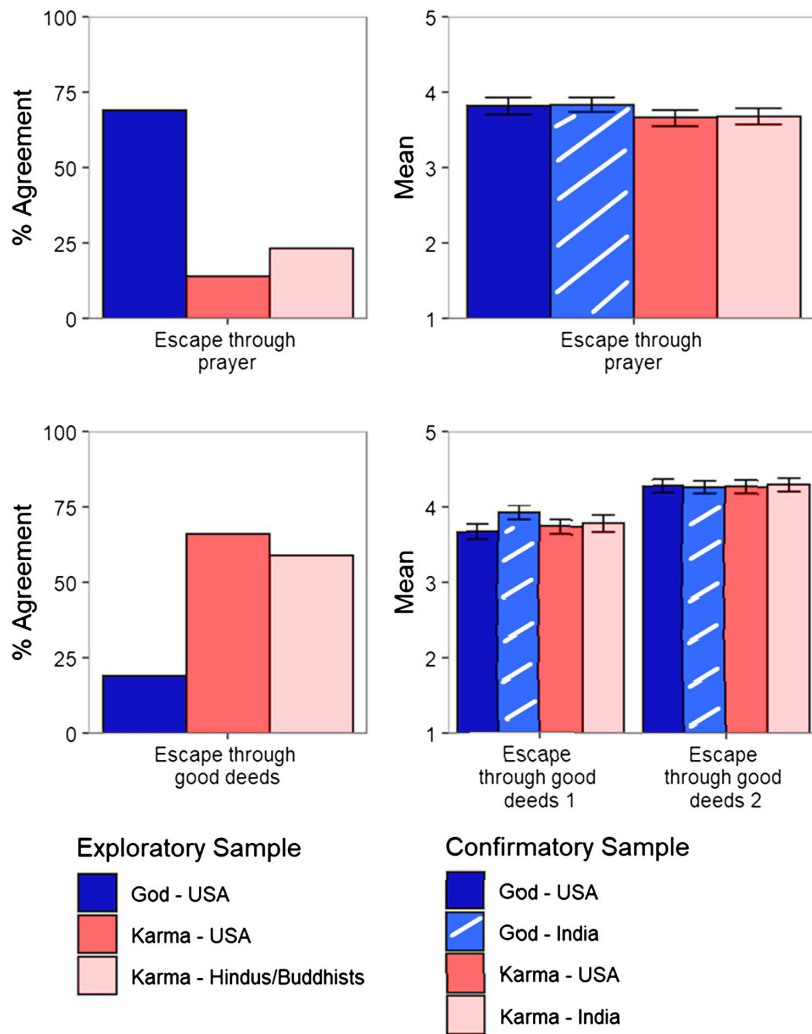 100
75
50
25
0
% Agreement
Escape through
prayer
5
4
3
2
1
Mean
Escape through
prayer
100
75
50
25
0
% Agreement
Escape through
good deeds
5
4
3
2
1
Mean
Escape
through good
deeds 1
Escape
through good
deeds 2
Exploratory Sample
God - USA
Karma - USA
Karma - Hindus/Buddhists
Confirmatory Sample
God - USA
God - India
Karma - USA
Karma - India